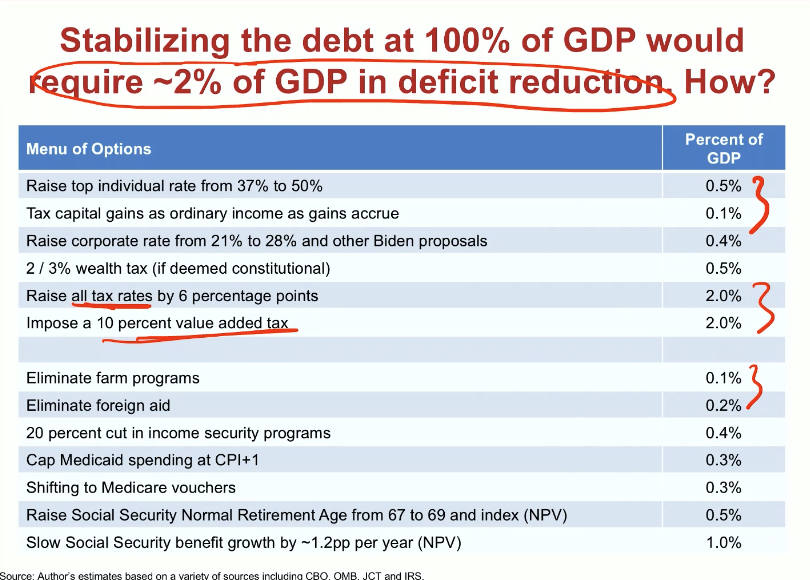 Stabilizing the debt at 100% of GDP would
require ~2% of GDP in deficit reduction. How?
Menu of Options Percent of GDP
Raise top individual rate from 37% to 50% 0.5%
Tax capital gains as ordinary income as gains accrue 0.1%
Raise corporate rate from 21% to 28% and other Biden proposals 0.4%
2 / 3% wealth tax (if deemed constitutional) 0.5%
Raise all tax rates by 6 percentage points 2.0%
Impose a 10 percent value added tax 2.0%
Eliminate farm programs 0.1%
Eliminate foreign aid 0.2%
20 percent cut in income security programs 0.4%
Cap Medicaid spending at CPI+1 0.3%
Shifting to Medicare vouchers 0.3%
Raise Social Security Normal Retirement Age from 67 to 69 and index (NPV) 0.5%
Slow Social Security benefit growth by ~1.2pp per year (NPV) 1.0%
Source: Author's estimates based on a variety of sources including CBO, OMB, JCT and IRS.